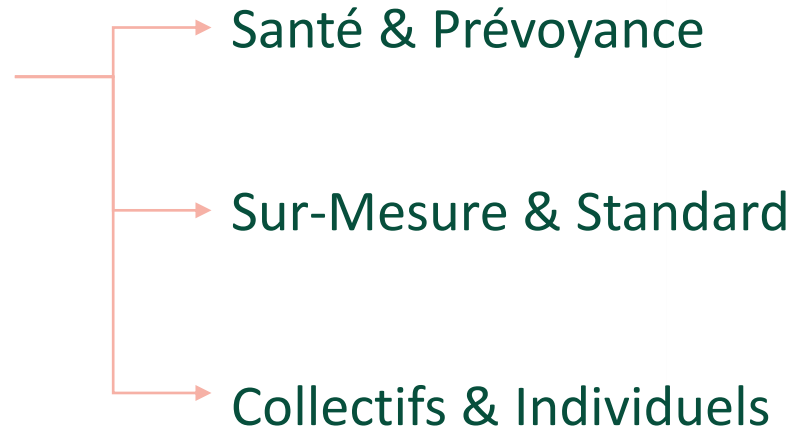 Santé & Prévoyance
Sur-Mesure & Standard
Collectifs & Individuels